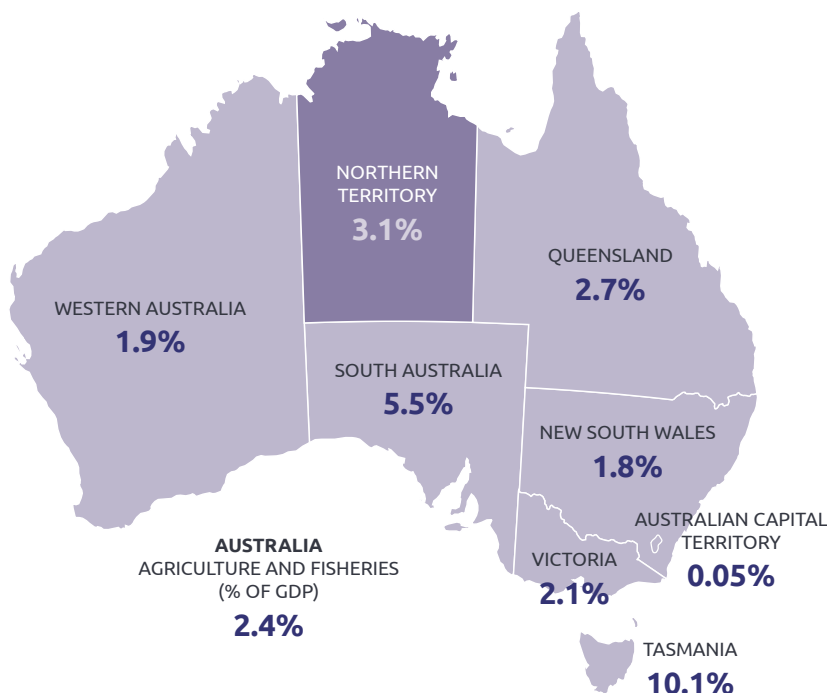 NORTHERN
TERRITORY
3.1%
QUEENSLAND
2.7%
WESTERN AUSTRALIA
1.9%
SOUTH AUSTRALIA
5.5%
NEW SOUTH WALES
1.8%
AUSTRALIAN CAPITAL
TERRITORY
0.05%
VICTORIA
2.1%
AUSTRALIA
AGRICULTURE AND FISHERIES
(% OF GDP)
2.4%
TASMANIA
10.1%